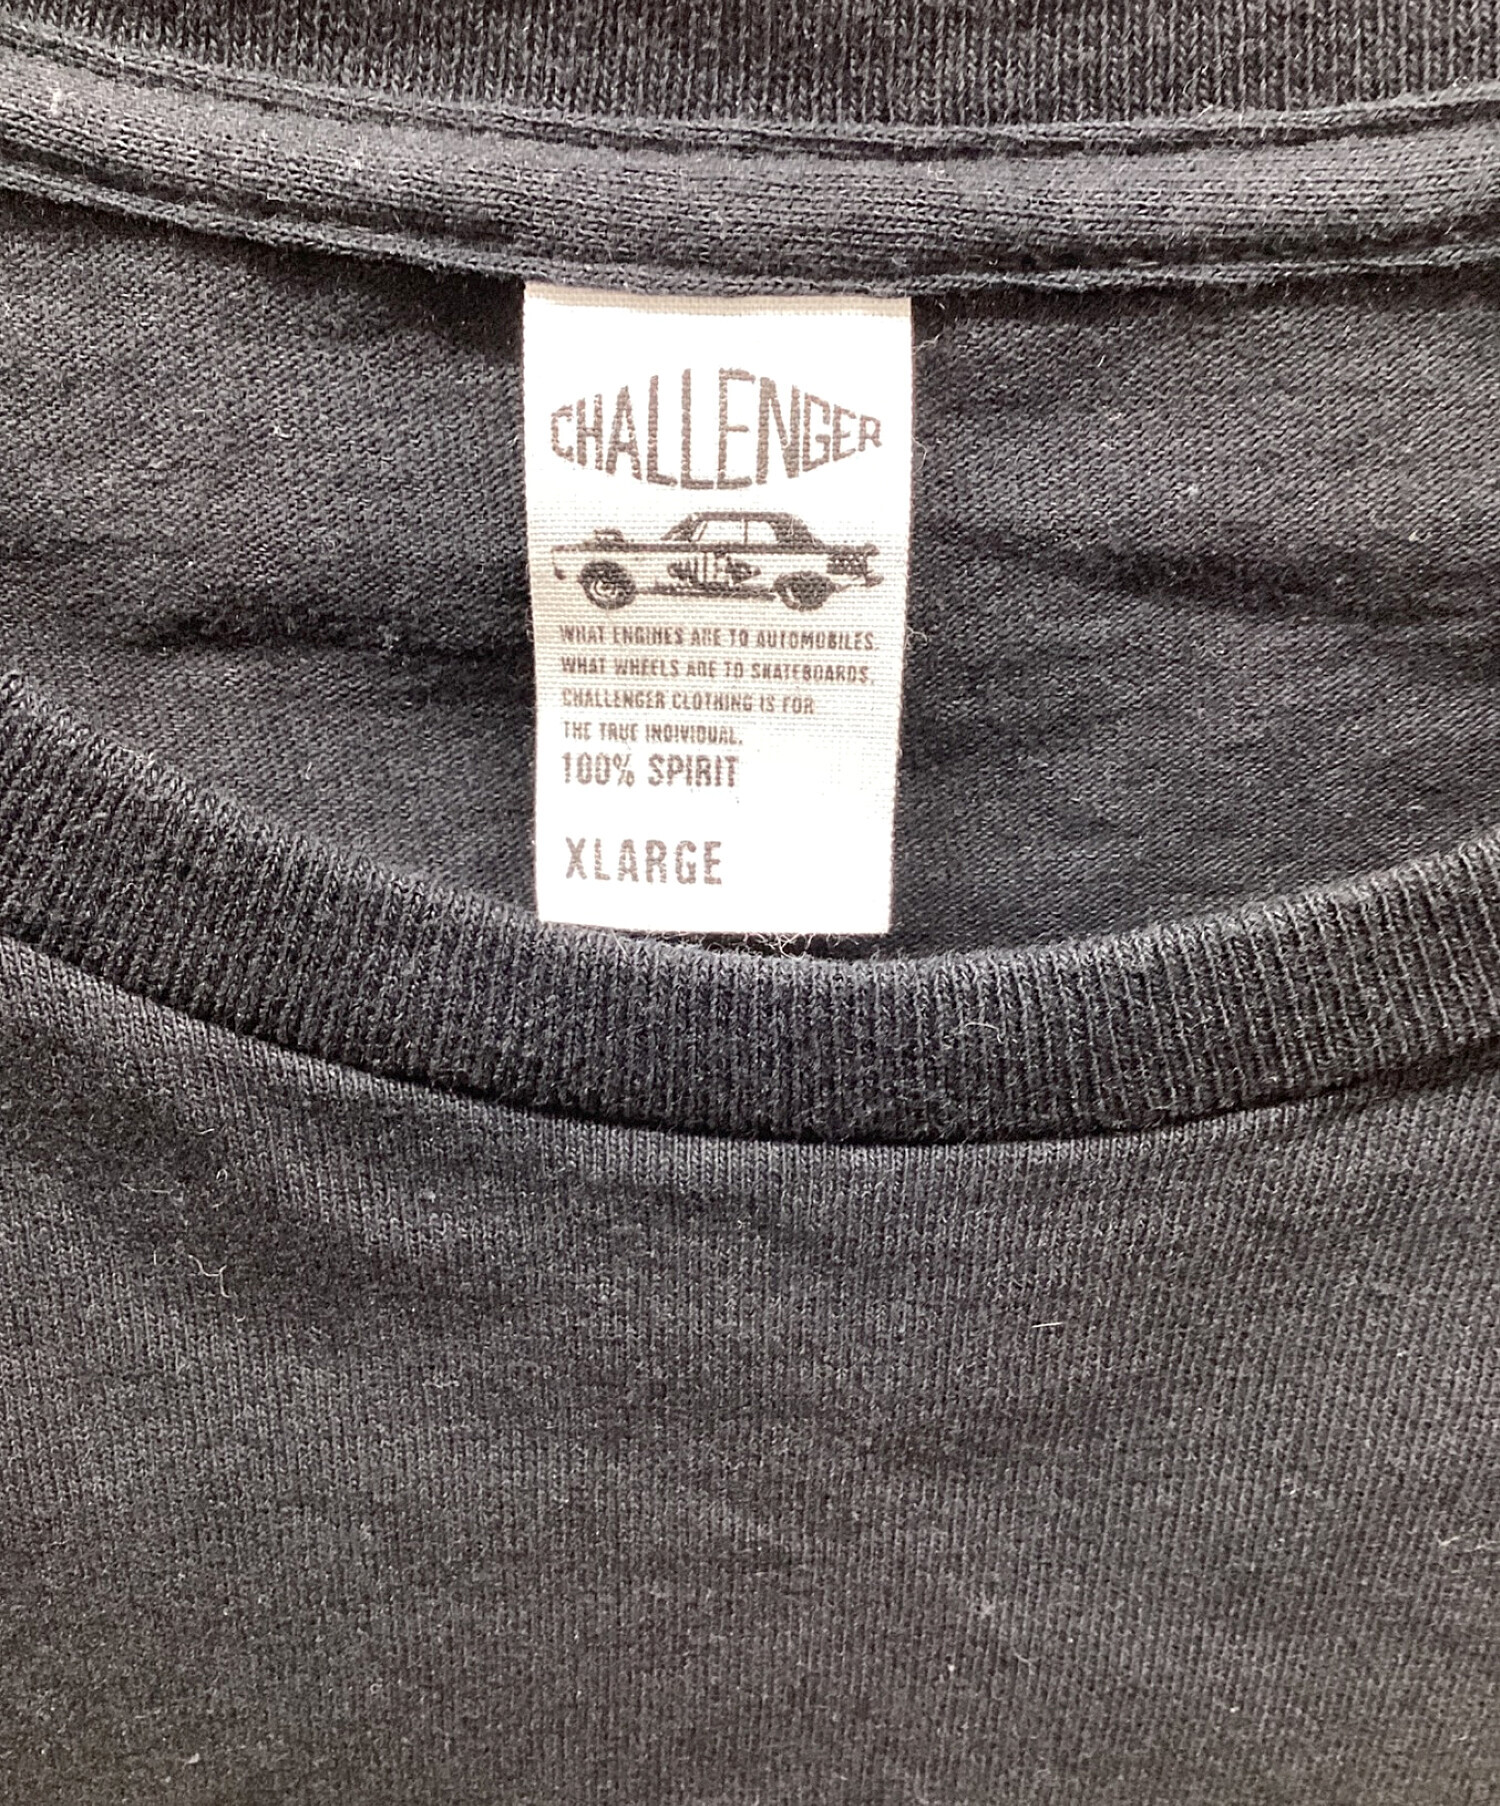 CHALLENGER
CHALLENGER
WHAT ENGINES ARE TO AUTOMOBILES.
WHAT WHEELS ARE TO SKATEBOARDS.
CHALLENGER CLOTHING IS FOR
THE TRUE INDIVIDUAL.
100% SPIRIT
XLARGE